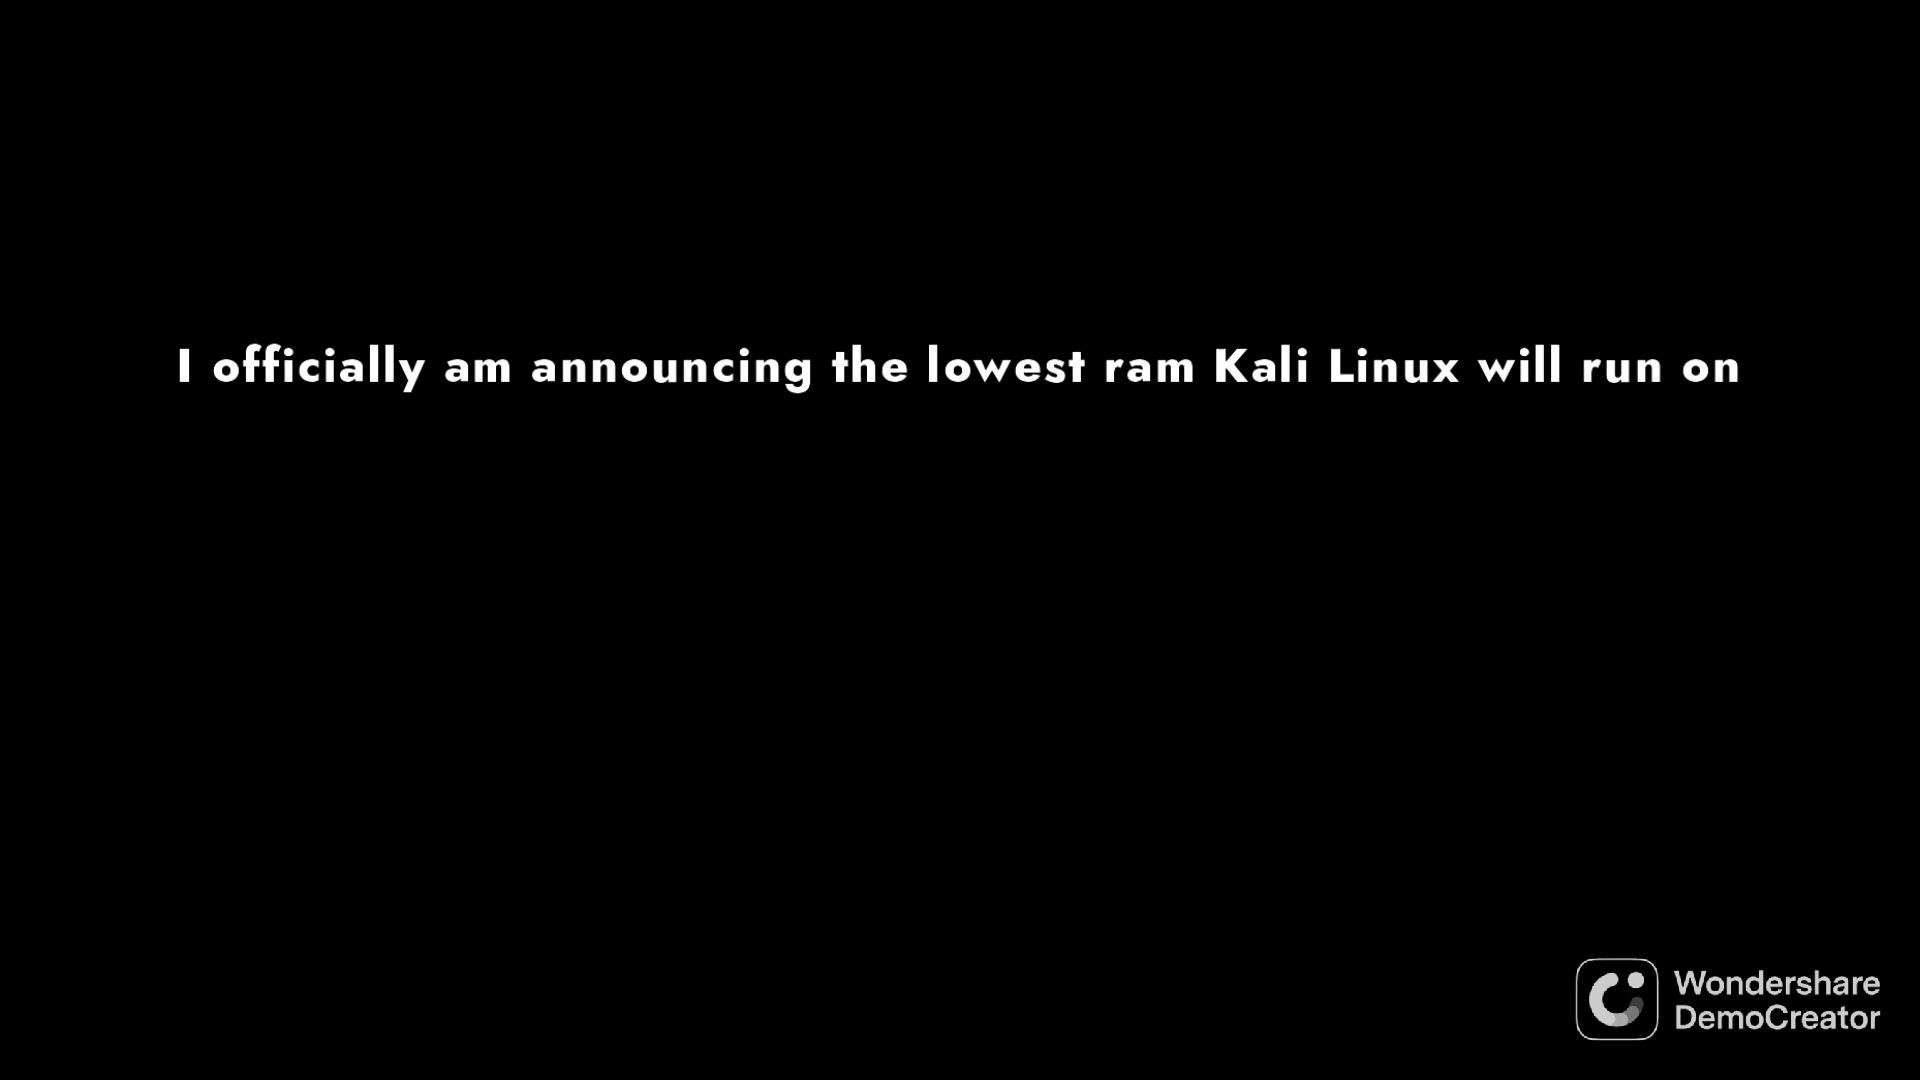 I officially am announcing the lowest ram Kali Linux will run on
Wondershare
DemoCreator